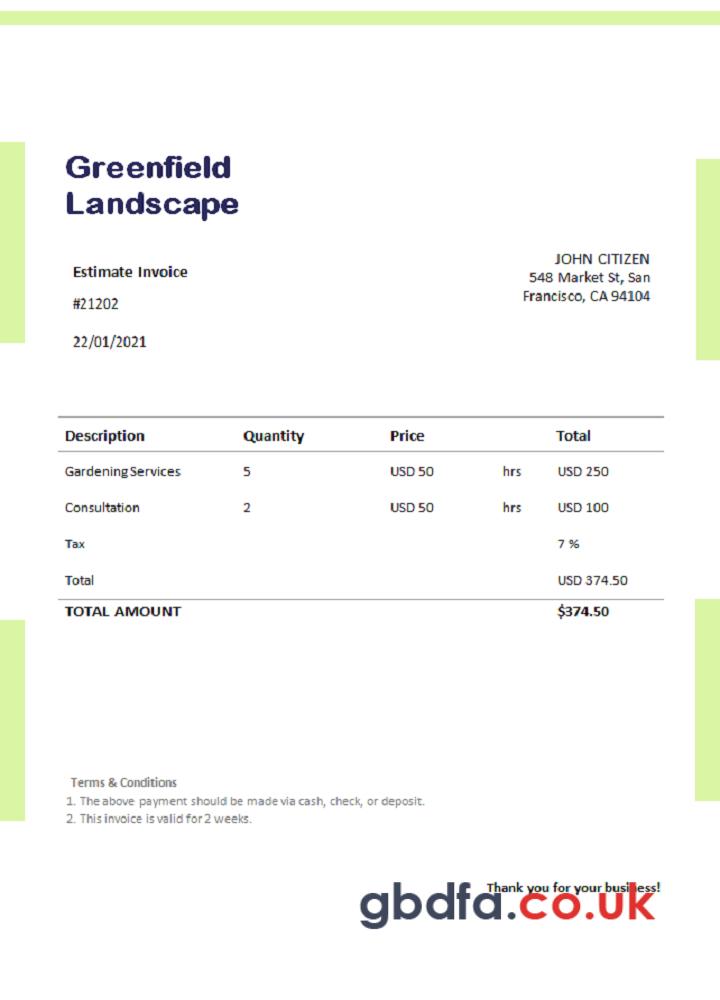 Greenfield
Landscape
JOHN CITIZEN
548 Market St, San
Francisco, CA 94104
Estimate Invoice
#21202
22/01/2021
Description Quantity Price Total
Gardening Services 5 USD 50 hrs USD 250
Consultation 2 USD 50 hrs USD 100
Tax 7 %
Total USD 374.50
TOTAL AMOUNT $374.50
Terms & Conditions
1. The above payment should be made via cash, check, or deposit.
2. This invoice is valid for 2 weeks.
Thank you for your business!
gbdfa.co.uk